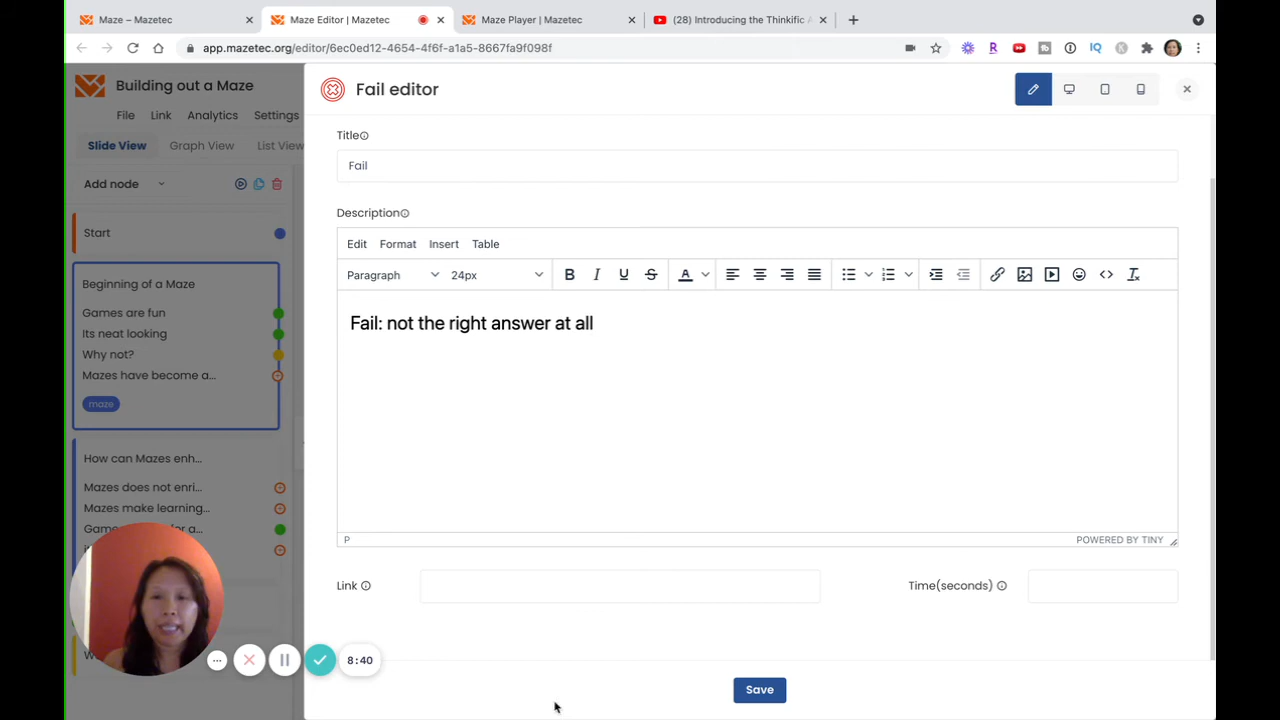 Maze – Mazetec
Maze Editor | Mazetec
Maze Player | Mazetec
(28) Introducing the Thinkific
app.mazetec.org/editor/6ec0ed12-4654-4f6f-a1a5-8667fa9f098f
Building out a Maze
File Link Analytics Settings
Slide View Graph View List View
Add node
Start
Beginning of a Maze
Games are fun
Its neat looking
Why not?
Mazes have become a...
maze
How can Mazes enh...
Mazes does not enri...
Mazes make learning...
8:40
Fail editor
Title
Fail
Description
Edit Format Insert Table
Paragraph 24px B I U S A
Fail: not the right answer at all
P POWERED BY TINY
Link Time(seconds)
Save